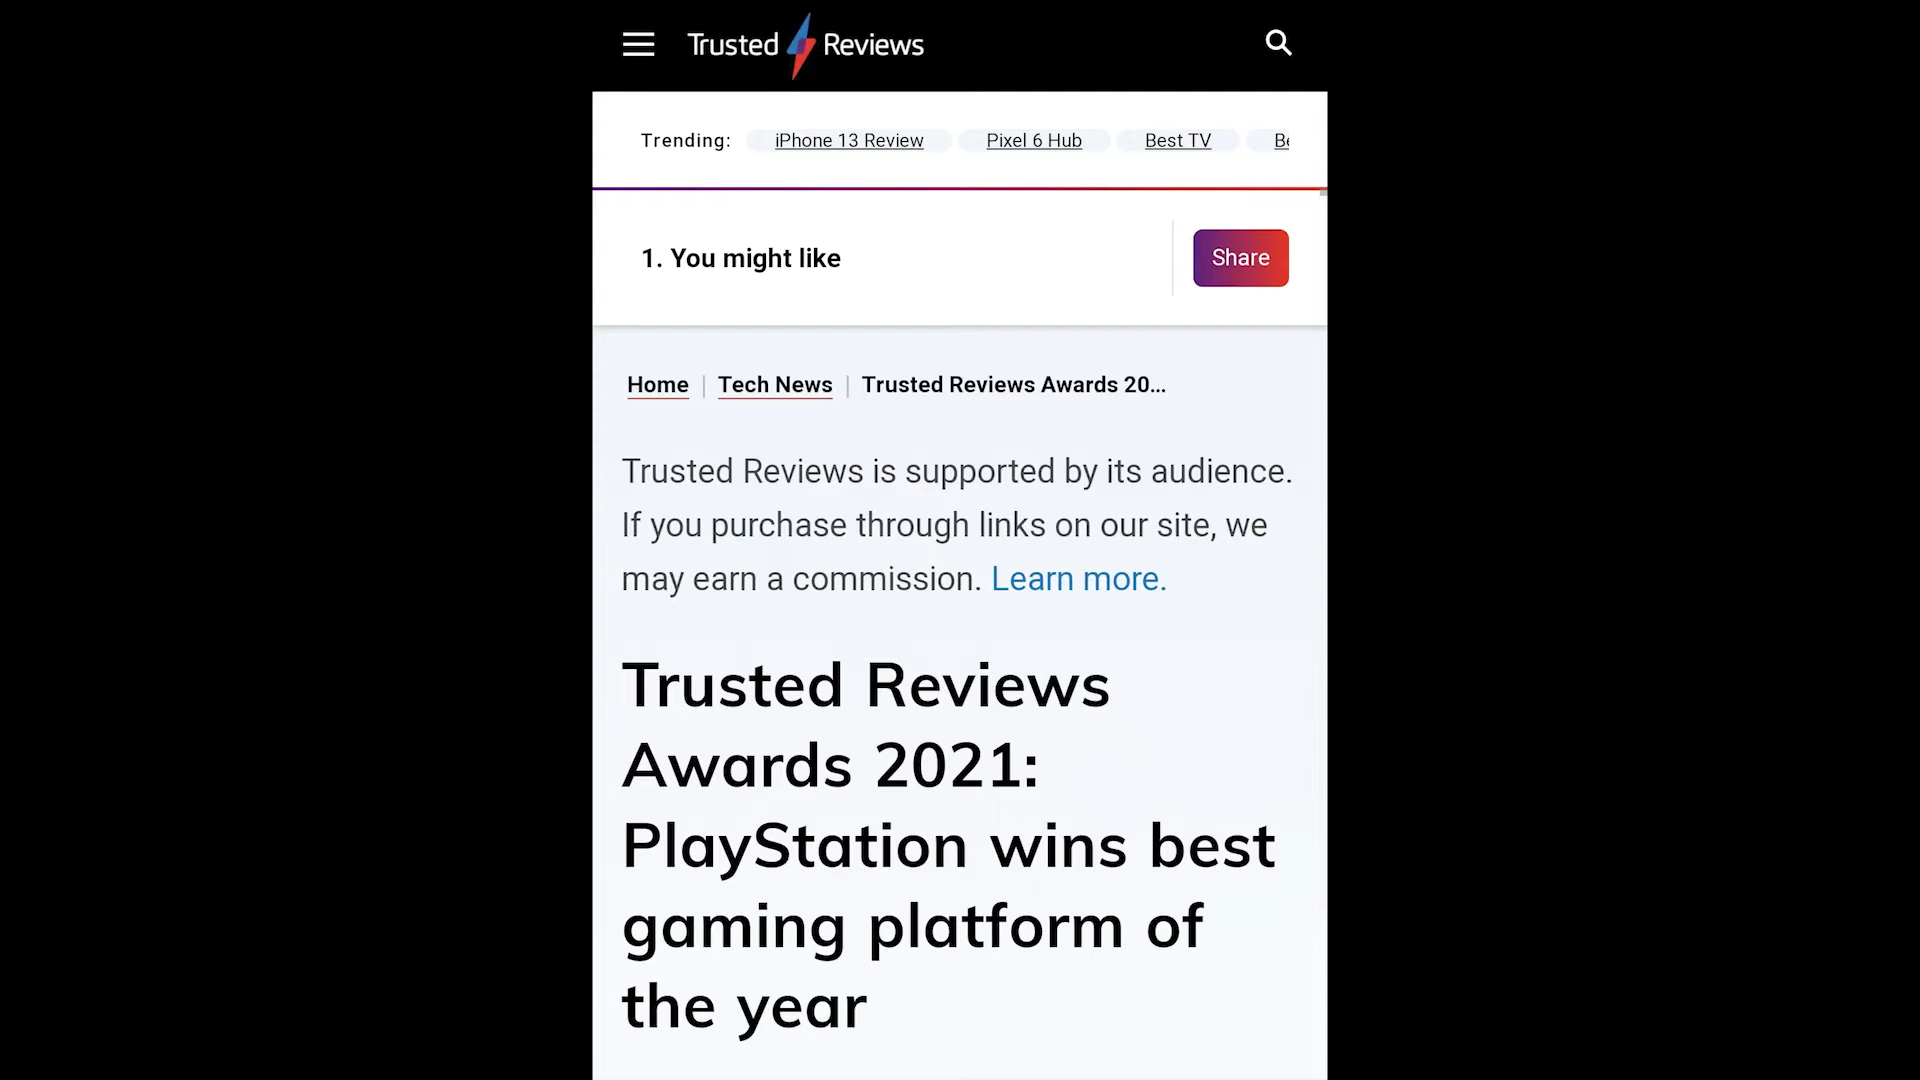 Trusted Reviews
Trending: iPhone 13 Review Pixel 6 Hub Best TV
1. You might like
Share
Home | Tech News | Trusted Reviews Awards 20...
Trusted Reviews is supported by its audience.
If you purchase through links on our site, we
may earn a commission. Learn more.
Trusted Reviews
Awards 2021:
PlayStation wins best
gaming platform of
the year